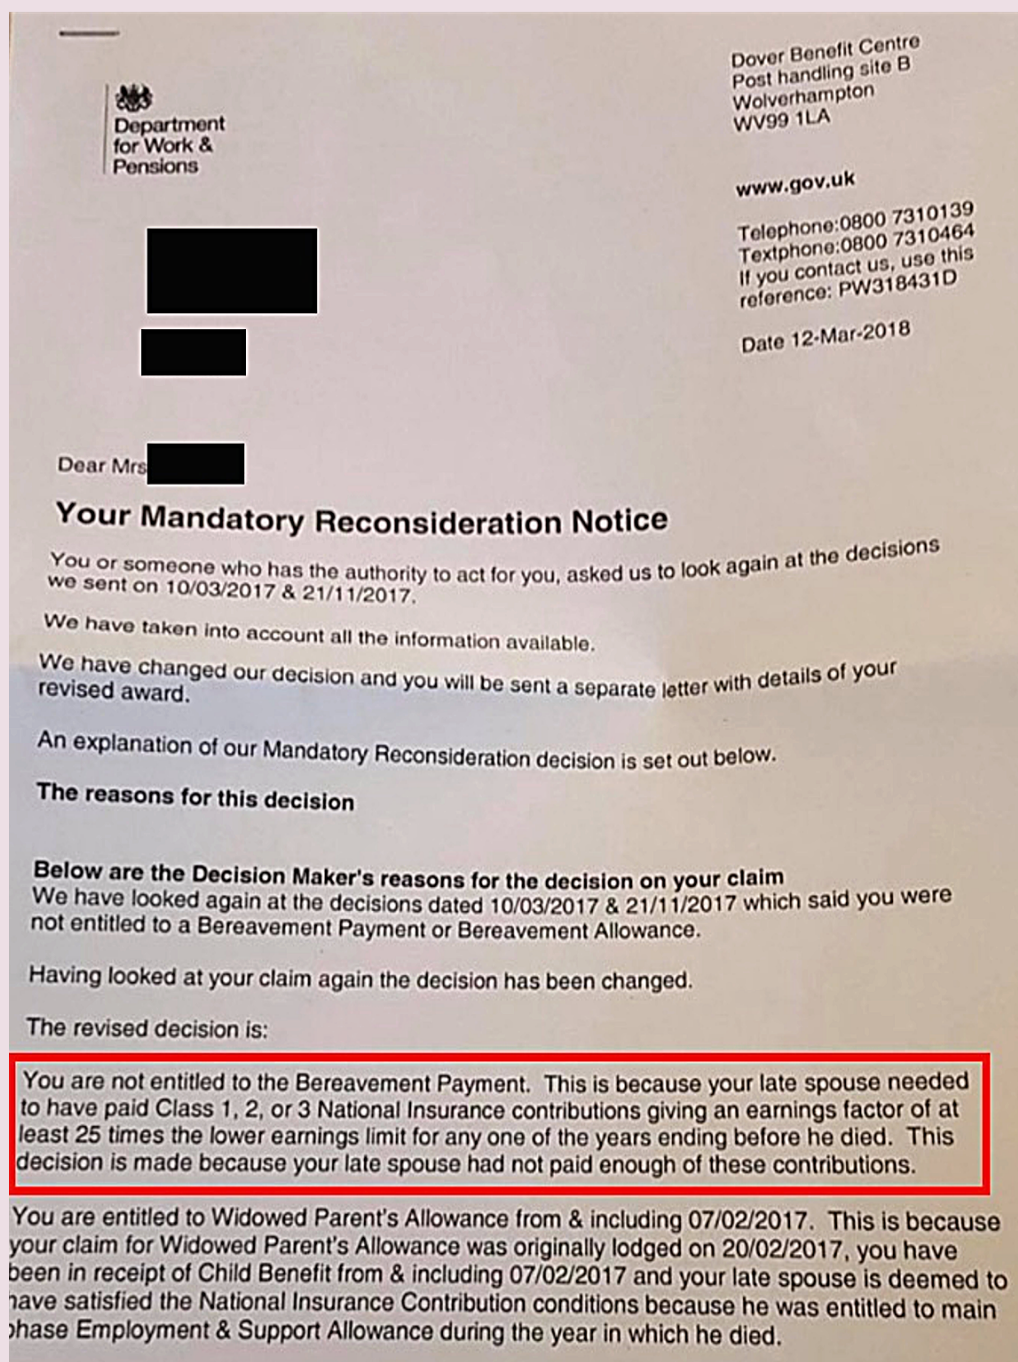 Dover Benefit Centre
Post handling site B
Wolverhampton
WV99 1LA
Department
for Work &
Pensions
www.gov.uk
Telephone:0800 7310139
Textphone:0800 7310464
If you contact us, use this
reference: PW318431D
Date 12-Mar-2018
Dear Mrs
Your Mandatory Reconsideration Notice
You or someone who has the authority to act for you, asked us to look again at the decisions
we sent on 10/03/2017 & 21/11/2017.
We have taken into account all the information available.
We have changed our decision and you will be sent a separate letter with details of your
revised award.
An explanation of our Mandatory Reconsideration decision is set out below.
The reasons for this decision
Below are the Decision Maker's reasons for the decision on your claim
We have looked again at the decisions dated 10/03/2017 & 21/11/2017 which said you were
not entitled to a Bereavement Payment or Bereavement Allowance.
Having looked at your claim again the decision has been changed.
The revised decision is:
You are not entitled to the Bereavement Payment. This is because your late spouse needed
to have paid Class 1, 2, or 3 National Insurance contributions giving an earnings factor of at
least 25 times the lower earnings limit for any one of the years ending before he died. This
decision is made because your late spouse had not paid enough of these contributions.
You are entitled to Widowed Parent's Allowance from & including 07/02/2017. This is because
your claim for Widowed Parent's Allowance was originally lodged on 20/02/2017, you have
been in receipt of Child Benefit from & including 07/02/2017 and your late spouse is deemed to
have satisfied the National Insurance Contribution conditions because he was entitled to main
phase Employment & Support Allowance during the year in which he died.